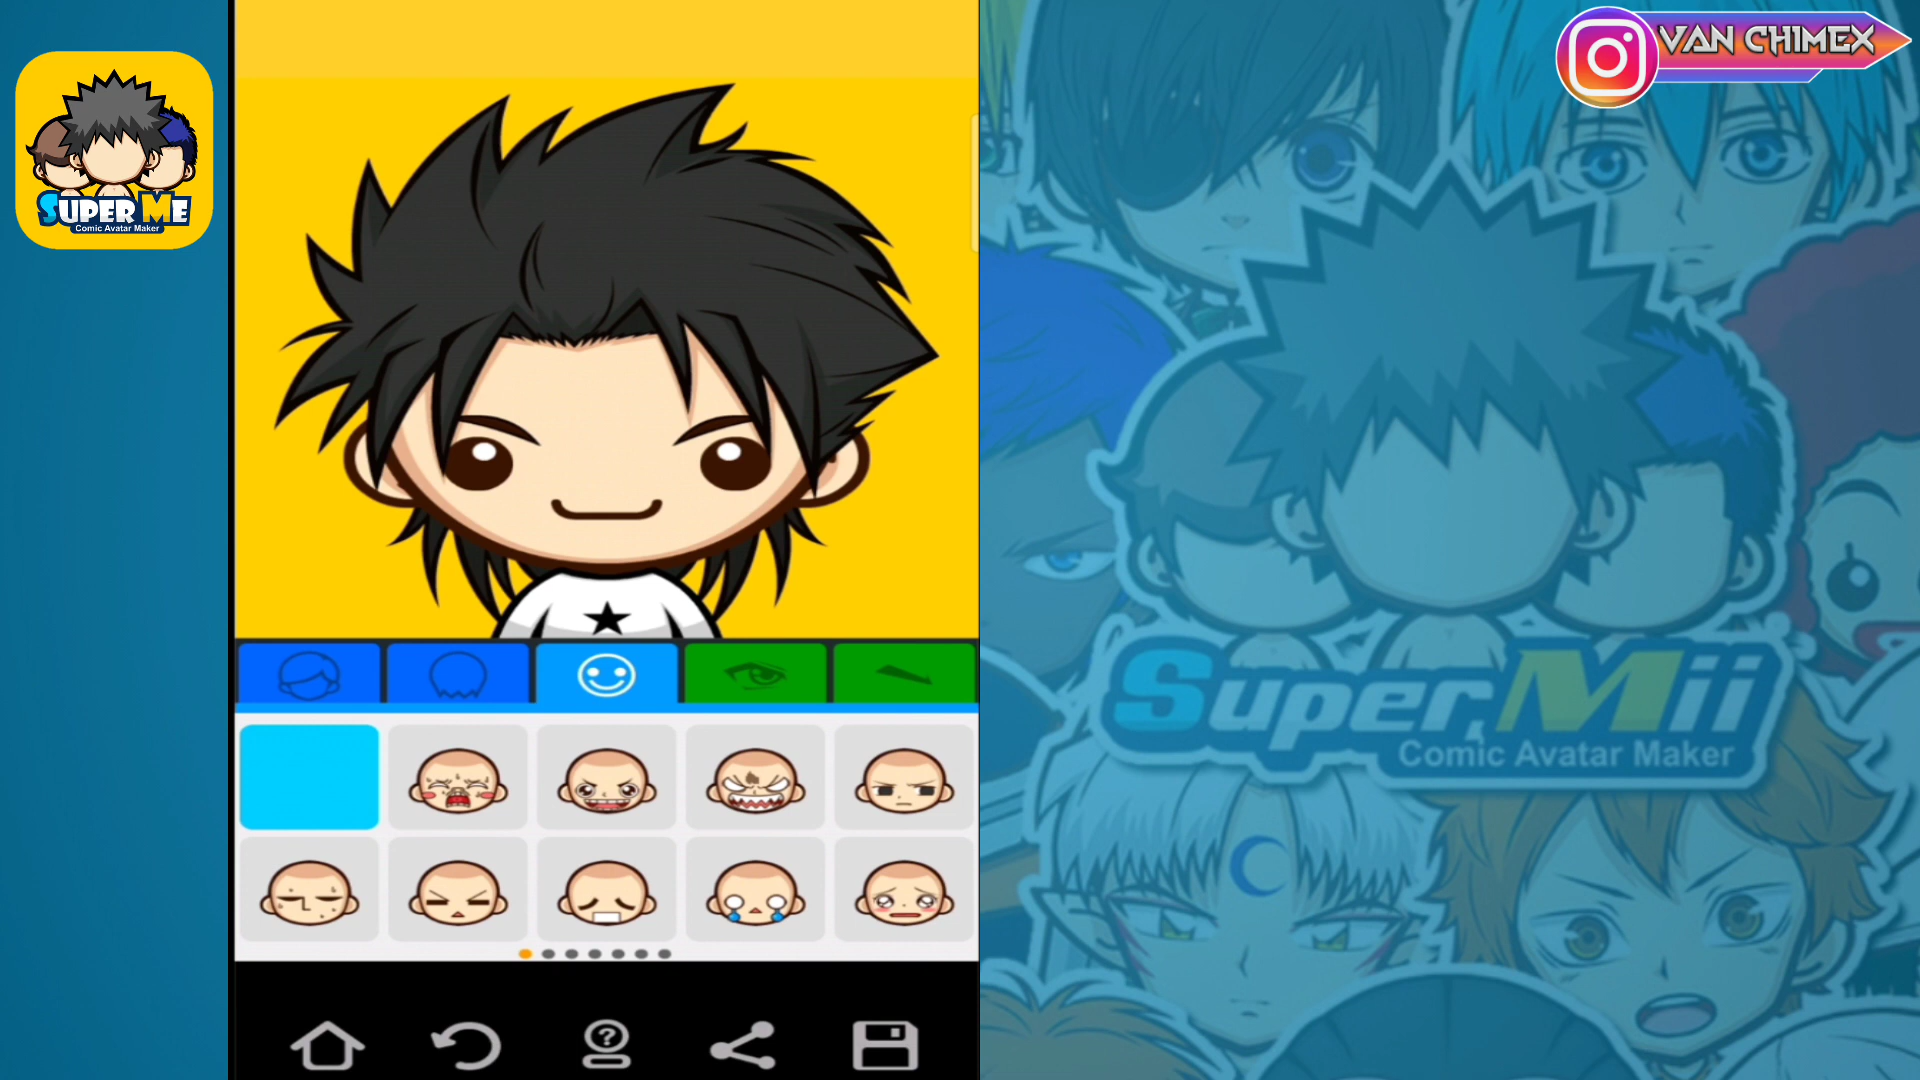 VAN CHIMEX
SUPER ME
Comic Avatar Maker
?
SuperMii
Comic Avatar Maker